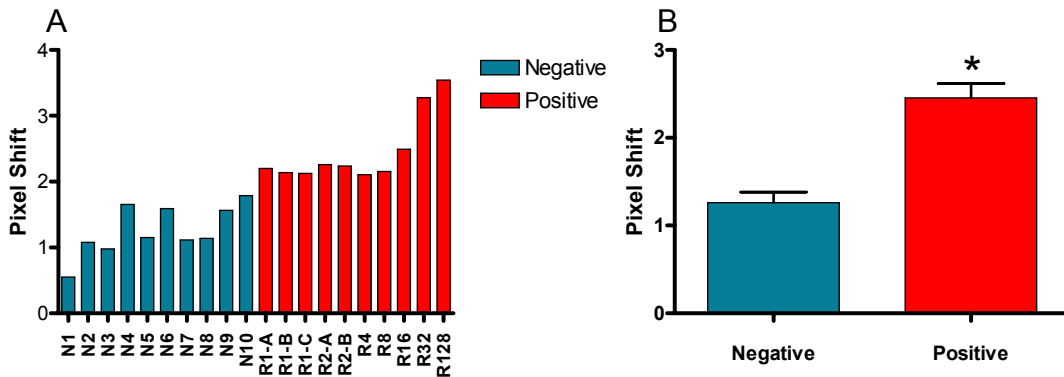 A
Pixel Shift
4
3
2
1
0
N1
N2
N3
N4
N5
N6
N7
N8
N9
N10
R1-A
R1-B
R1-C
R2-A
R2-B
R4
R8
R16
R32
R128
Negative
Positive
B
Pixel Shift
3
2
1
0
*
Negative
Positive